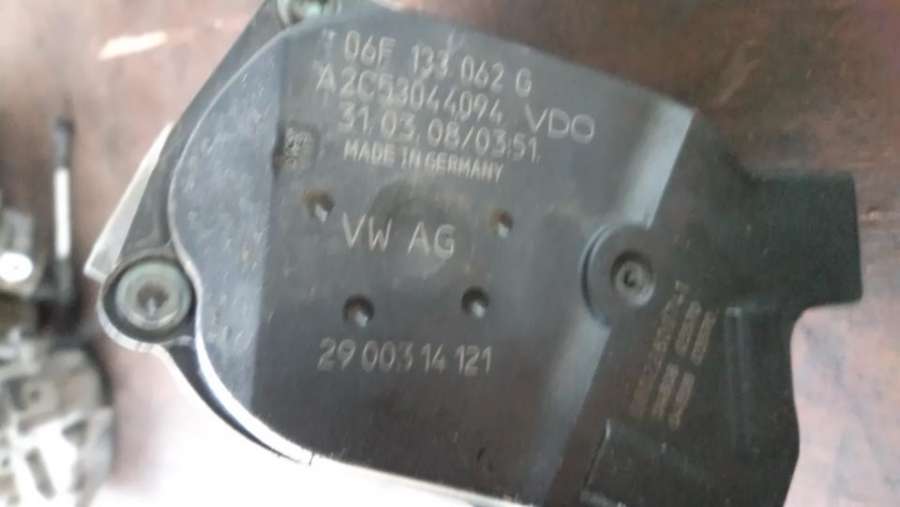 06F 133 062 G
A2C53044094 VDO
31.03.08/03:51
MADE IN GERMANY
VW AG
29 003 14 121